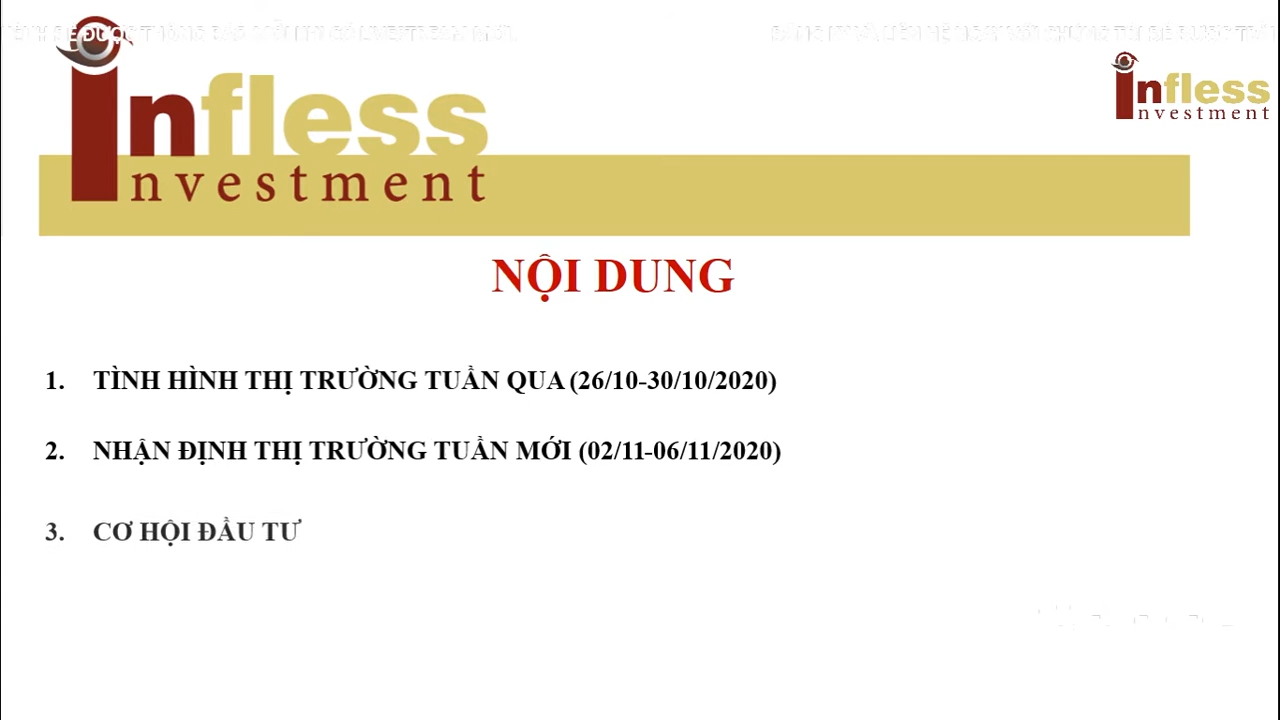 Infless
Investment
Infless
Investment
NỘI DUNG
1. TÌNH HÌNH THỊ TRƯỜNG TUẦN QUA (26/10-30/10/2020)
2. NHẬN ĐỊNH THỊ TRƯỜNG TUẦN MỚI (02/11-06/11/2020)
3. CƠ HỘI ĐẦU TƯ